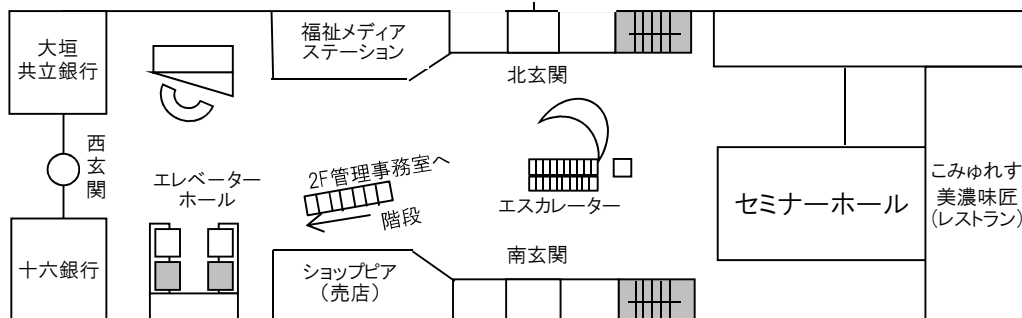 大垣
共立銀行
福祉メディア
ステーション
北玄関
西玄関
エレベーター
ホール
2F管理事務室へ
階段
エスカレーター
セミナーホール
こみゅれす
美濃味匠
(レストラン)
十六銀行
ショップピア
（売店）
南玄関